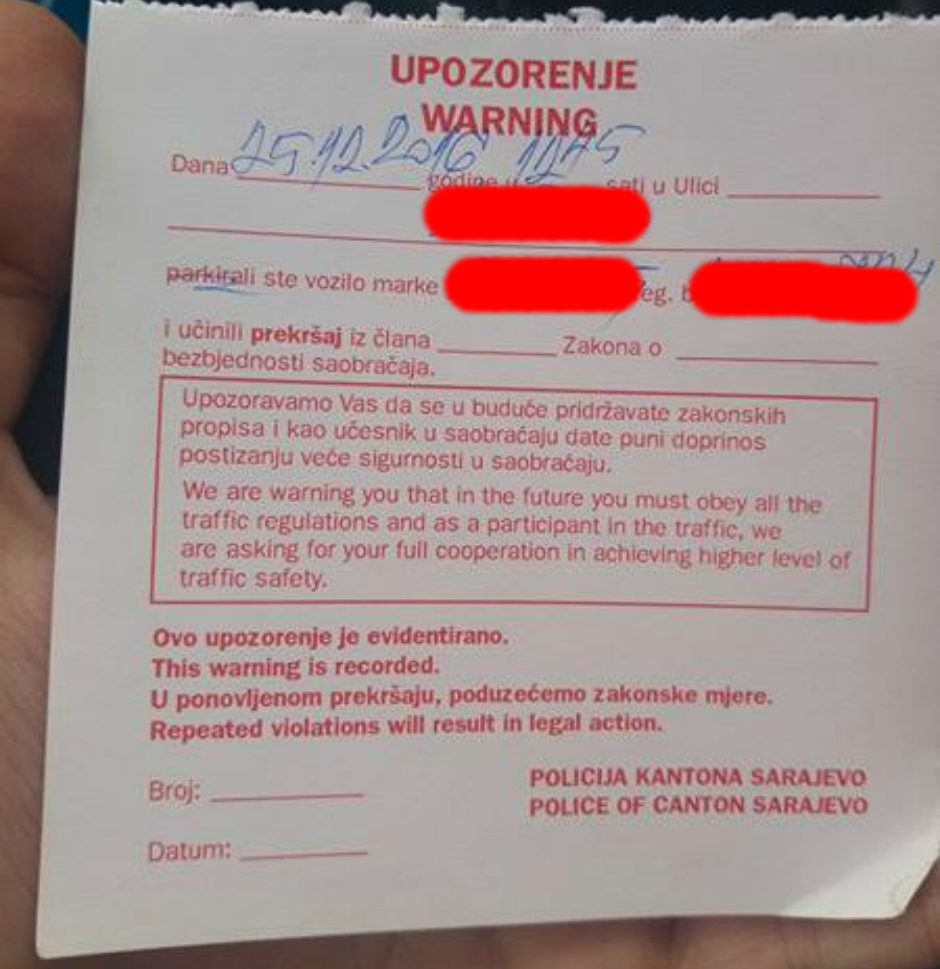 UPOZORENJE
WARNING
Dana 25.12.2016 godine u 1245 sati u Ulici
parkirali ste vozilo marke eg. b
i učinili prekršaj iz člana Zakona o
bezbjednosti saobračaja.
Upozoravamo Vas da se u buduće pridržavate zakonskih
propisa i kao učesnik u saobraćaju date puni doprinos
postizanju veće sigurnosti u saobraćaju.
We are warning you that in the future you must obey all the
traffic regulations and as a participant in the traffic, we
are asking for your full cooperation in achieving higher level of
traffic safety.
Ovo upozorenje je evidentirano.
This warning is recorded.
U ponovljenom prekršaju, poduzećemo zakonske mjere.
Repeated violations will result in legal action.
Broj:
POLICIJA KANTONA SARAJEVO
POLICE OF CANTON SARAJEVO
Datum: